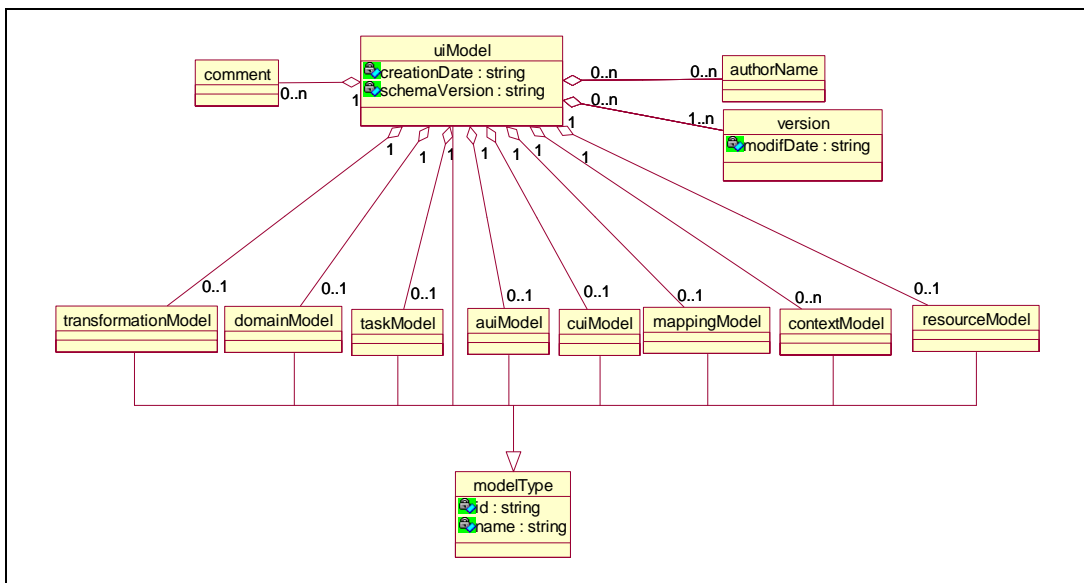 uiModel
creationDate : string
schemaVersion : string
comment
0..n
1
0..n
0..n
authorName
0..n
1..n
version
modifDate : string
1
1
1
1
1
1
1
1
0..1
0..1
0..1
0..1
0..1
0..1
0..n
0..1
transformationModel
domainModel
taskModel
auiModel
cuiModel
mappingModel
contextModel
resourceModel
modelType
id : string
name : string